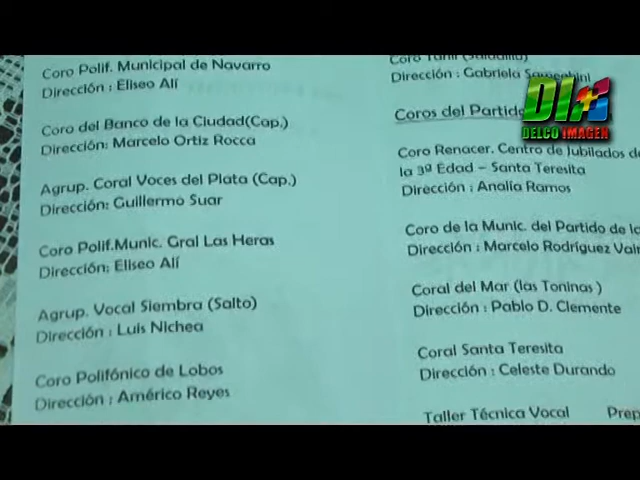 Coro Polif. Municipal de Navarro
Dirección : Eliseo Alí
Coro del Banco de la Ciudad(Cap.)
Dirección: Marcelo Ortiz Rocca
Agrup. Coral Voces del Plata (Cap.)
Dirección: Guillermo Suar
Coro Polif.Munic. Gral Las Heras
Dirección; Eliseo Alí
Agrup. Vocal Siembra (Salto)
Dirección : Luis Nichea
Coro Polifónico de Lobos
Dirección : Américo Reyes
Coro
Dirección : Gabriela
Coros del Partido
Coro Renacer. Centro de Jubilados de
la 3ª Edad – Santa Teresita
Dirección : Analía Ramos
Coro de la Munic. del Partido de la
Dirección : Marcelo Rodríguez
Coral del Mar (las Toninas )
Dirección : Pablo D. Clemente
Coral Santa Teresita
Dirección : Celeste Durando
Taller Técnica Vocal Prep
DELCO IMAGEN